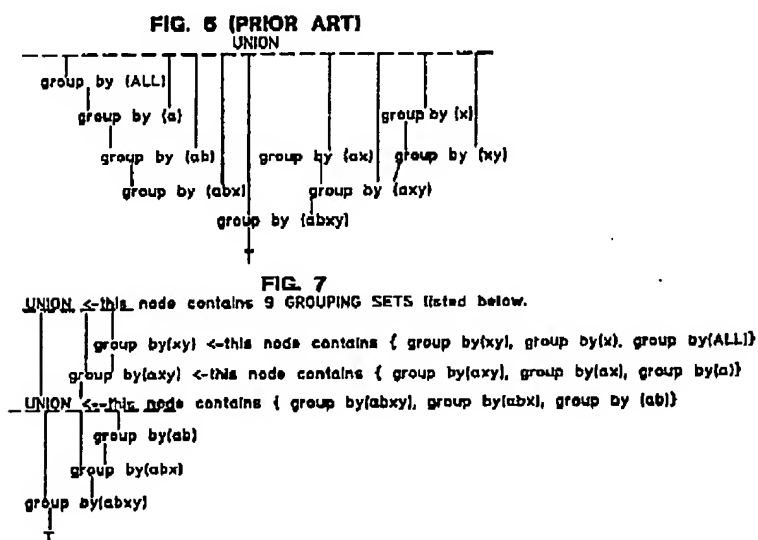 FIG. 6 (PRIOR ART)
UNION
group by (ALL)
group by (a)
group by (x)
group by (ab)
group by (ax)
group by (xy)
group by (abx)
group by (axy)
group by (abxy)
T
FIG. 7
UNION <-this node contains 9 GROUPING SETS listed below.
group by(xy) <-this node contains { group by(xy), group by(x), group by(ALL)}
group by(axy) <-this node contains { group by(axy), group by(ax), group by(a)}
UNION <--this node contains { group by(abxy), group by(abx), group by (ab)}
group by(ab)
group by(abx)
group by(abxy)
T